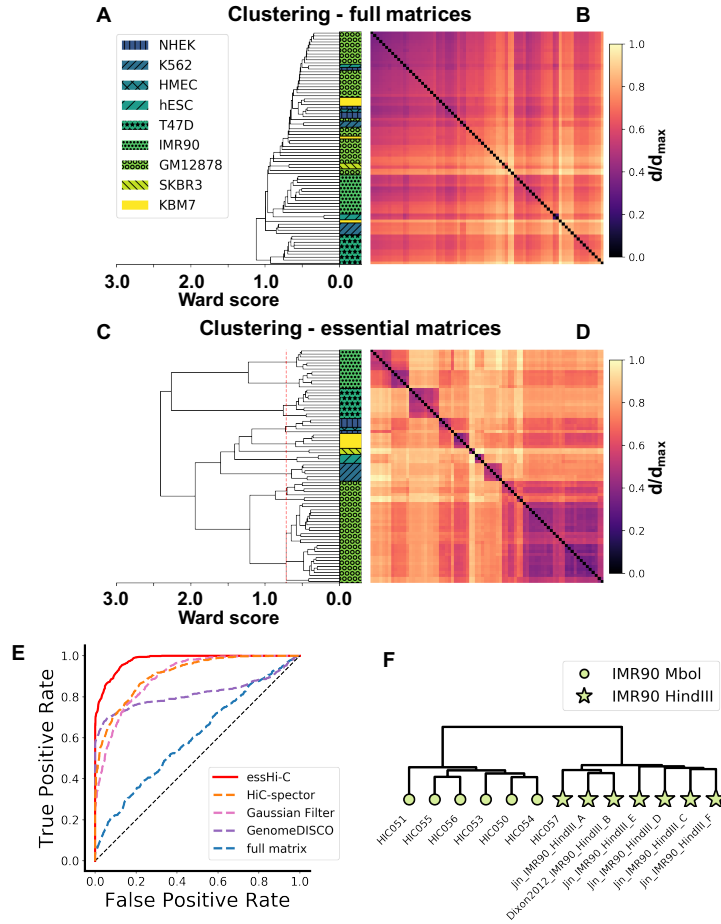 A Clustering - full matrices B
NHEK
K562
HMEC
hESC
T47D
IMR90
GM12878
SKBR3
KBM7
3.0 2.0 1.0 0.0
Ward score
1.0
0.8
0.6
0.4
0.2
0.0
d/dmax
C Clustering - essential matrices D
3.0 2.0 1.0 0.0
Ward score
1.0
0.8
0.6
0.4
0.2
0.0
d/dmax
E
True Positive Rate
1.0
0.8
0.6
0.4
0.2
0.0
0.0 0.2 0.4 0.6 0.8 1.0
False Positive Rate
essHi-C
HiC-spector
Gaussian Filter
GenomeDISCO
full matrix
F
IMR90 MboI
IMR90 HindIII
HIC051
HIC055
HIC056
HIC053
HIC050
HIC054
HIC057
Jin_IMR90_HindIII_A
Dixon2012_IMR90_HindIII_B
Jin_IMR90_HindIII_E
Jin_IMR90_HindIII_D
Jin_IMR90_HindIII_C
Jin_IMR90_HindIII_F